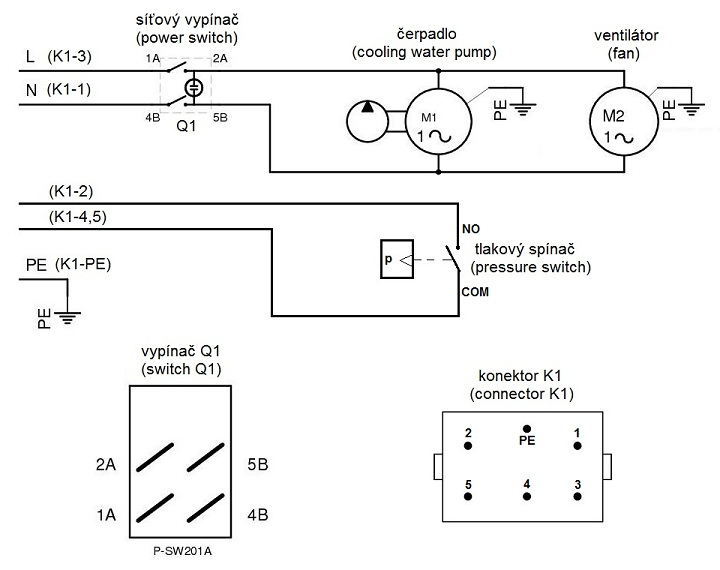 síťový vypínač
(power switch)
čerpadlo
(cooling water pump)
ventilátor
(fan)
L (K1-3)
1A
2A
N (K1-1)
4B
5B
Q1
M1
1
PE
M2
1
PE
(K1-2)
(K1-4,5)
NO
p
tlakový spínač
(pressure switch)
COM
PE (K1-PE)
PE
vypínač Q1
(switch Q1)
2A
5B
1A
4B
P-SW201A
konektor K1
(connector K1)
2
PE
1
5
4
3